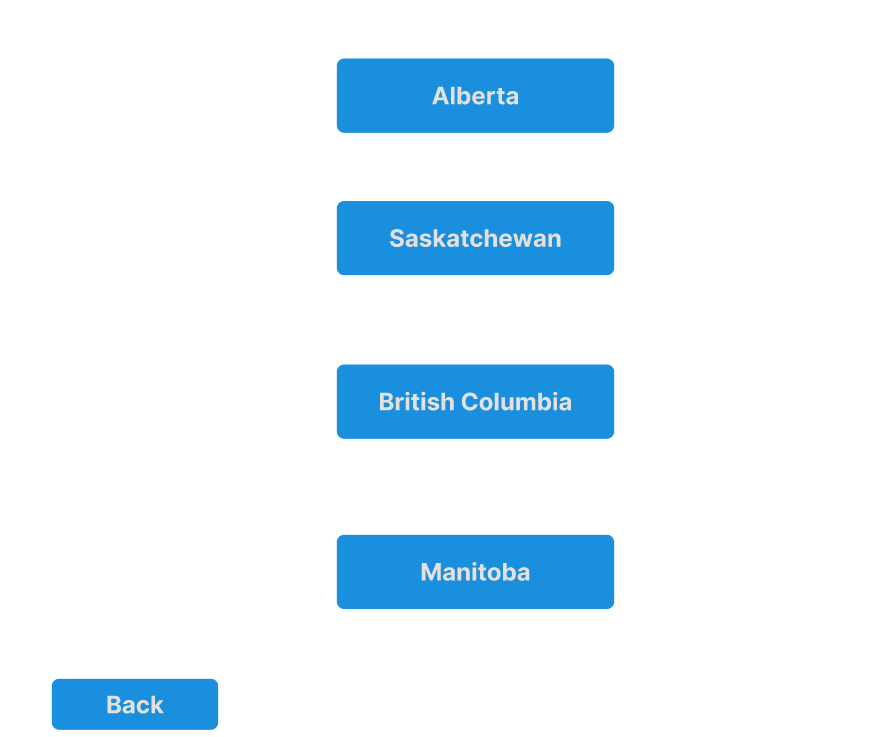 Alberta
Saskatchewan
British Columbia
Manitoba
Back